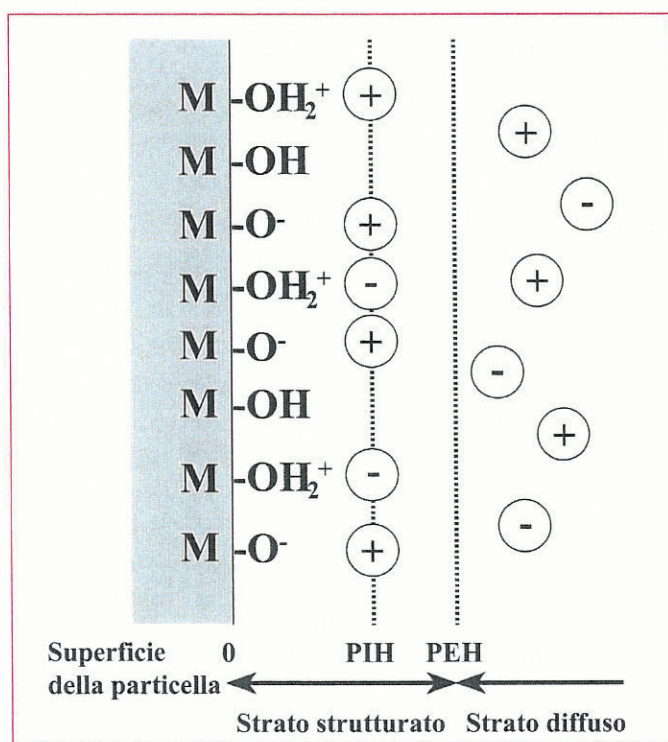 M -OH₂⁺ +
+
M -OH
M -O⁻ + -
M -OH₂⁺ - +
M -O⁻ +
-
M -OH
+
M -OH₂⁺ -
-
M -O⁻ +
Superficie 0 PIH PEH
della particella
Strato strutturato Strato diffuso